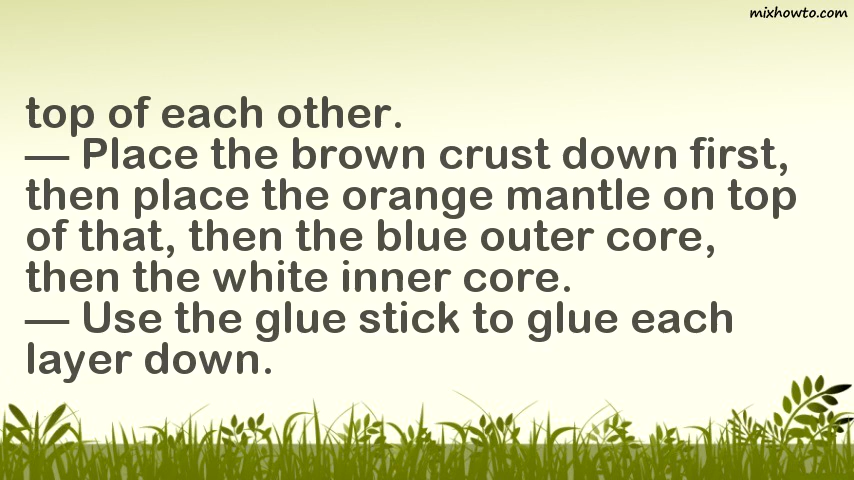 mixhowto.com
top of each other.
— Place the brown crust down first,
then place the orange mantle on top
of that, then the blue outer core,
then the white inner core.
— Use the glue stick to glue each
layer down.